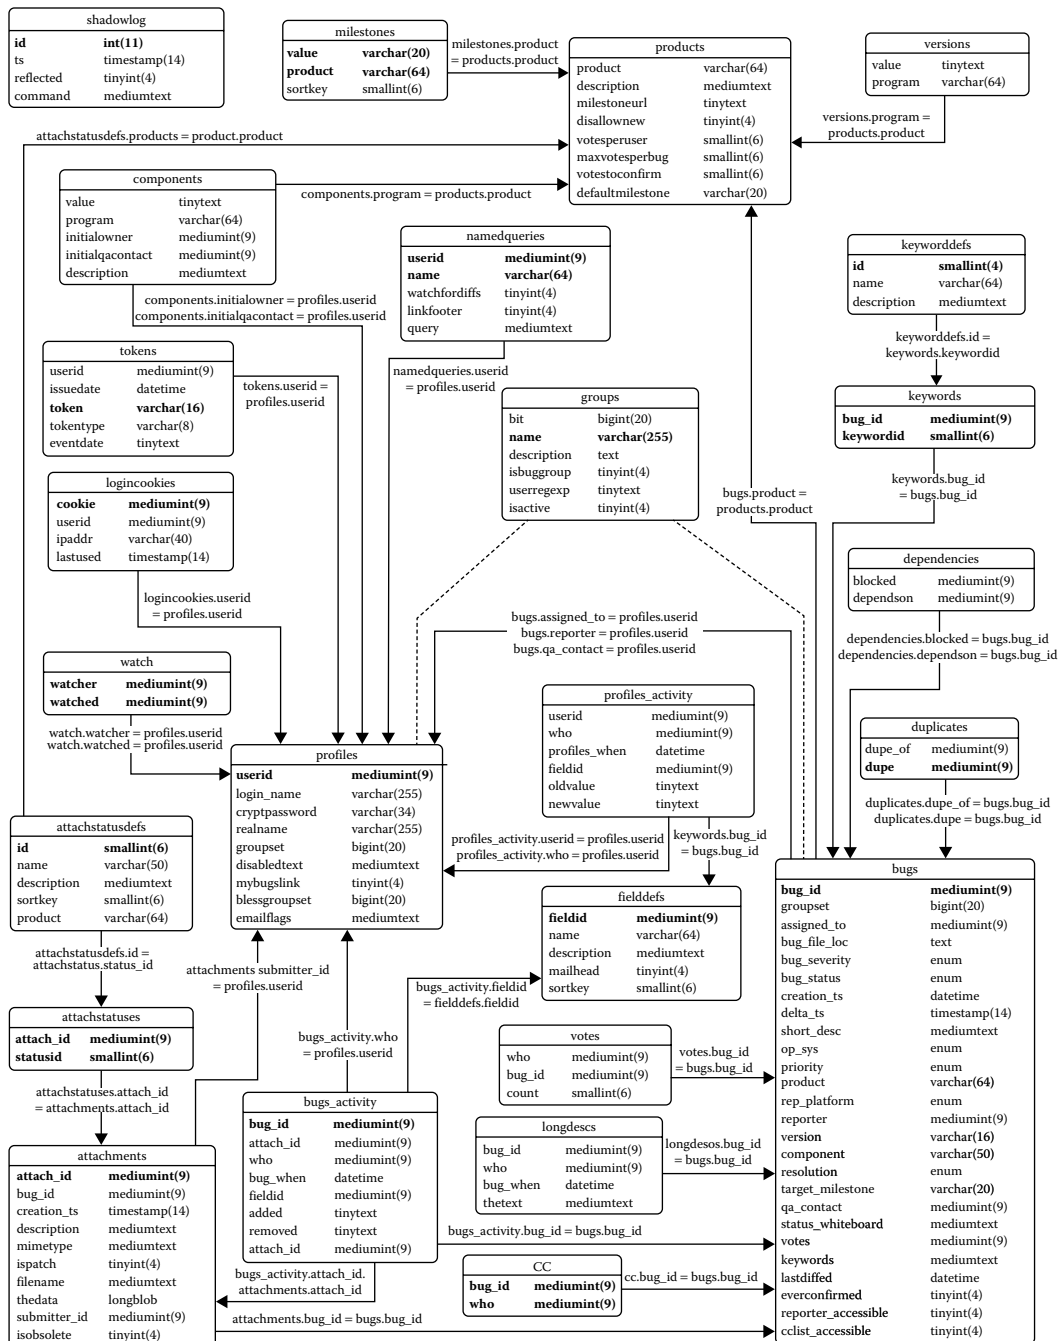 shadowlog
id int(11)
ts timestamp(14)
reflected tinyint(4)
command mediumtext
milestones
value varchar(20)
product varchar(64)
sortkey smallint(6)
milestones.product
= products.product
products
product varchar(64)
description mediumtext
milestoneurl tinytext
disallownew tinyint(4)
votesperuser smallint(6)
maxvotesperbug smallint(6)
votestoconfirm smallint(6)
defaultmilestone varchar(20)
versions
value tinytext
program varchar(64)
versions.program =
products.product
attachstatusdefs.products = product.product
components
value tinytext
program varchar(64)
initialowner mediumint(9)
initialqacontact mediumint(9)
description mediumtext
components.program = products.product
components.initialowner = profiles.userid
components.initialqacontact = profiles.userid
namedqueries
userid mediumint(9)
name varchar(64)
watchfordiffs tinyint(4)
linkfooter tinyint(4)
query mediumtext
namedqueries.userid
= profiles.userid
keyworddefs
id smallint(4)
name varchar(64)
description mediumtext
keyworddefs.id =
keywords.keywordid
tokens
userid mediumint(9)
issuedate datetime
token varchar(16)
tokentype varchar(8)
eventdate tinytext
tokens.userid =
profiles.userid
groups
bit bigint(20)
name varchar(255)
description text
isbuggroup tinyint(4)
userregexp tinytext
isactive tinyint(4)
keywords
bug_id mediumint(9)
keywordid smallint(6)
keywords.bug_id
= bugs.bug_id
bugs.product =
products.product
logincookies
cookie mediumint(9)
userid mediumint(9)
ipaddr varchar(40)
lastused timestamp(14)
logincookies.userid
= profiles.userid
dependencies
blocked mediumint(9)
dependson mediumint(9)
dependencies.blocked = bugs.bug_id
dependencies.dependson = bugs.bug_id
bugs.assigned_to = profiles.userid
bugs.reporter = profiles.userid
bugs.qa_contact = profiles.userid
watch
watcher mediumint(9)
watched mediumint(9)
watch.watcher = profiles.userid
watch.watched = profiles.userid
profiles_activity
userid mediumint(9)
who mediumint(9)
profiles_when datetime
fieldid mediumint(9)
oldvalue tinytext
newvalue tinytext
profiles_activity.userid = profiles.userid
profiles_activity.who = profiles.userid
keywords.bug_id
= bugs.bug_id
duplicates
dupe_of mediumint(9)
dupe mediumint(9)
duplicates.dupe_of = bugs.bug_id
duplicates.dupe = bugs.bug_id
profiles
userid mediumint(9)
login_name varchar(255)
cryptpassword varchar(34)
realname varchar(255)
groupset bigint(20)
disabledtext mediumtext
mybugslink tinyint(4)
blessgroupset bigint(20)
emailflags mediumtext
attachstatusdefs
id smallint(6)
name varchar(50)
description mediumtext
sortkey smallint(6)
product varchar(64)
attachstatusdefs.id =
attachstatus.status_id
attachments submitter_id
= profiles.userid
fielddefs
fieldid mediumint(9)
name varchar(64)
description mediumtext
mailhead tinyint(4)
sortkey smallint(6)
bugs_activity.fieldid
= fielddefs.fieldid
bugs_activity.who
= profiles.userid
attachstatuses
attach_id mediumint(9)
statusid smallint(6)
attachstatuses.attach_id
= attachments.attach_id
votes
who mediumint(9)
bug_id mediumint(9)
count smallint(6)
votes.bug_id
= bugs.bug_id
bugs_activity
bug_id mediumint(9)
attach_id mediumint(9)
who mediumint(9)
bug_when datetime
fieldid mediumint(9)
added tinytext
removed tinytext
attach_id mediumint(9)
bugs_activity.attach_id.
attachments.attach_id
bugs_activity.bug_id = bugs.bug_id
longdescs
bug_id mediumint(9)
who mediumint(9)
bug_when datetime
thetext mediumtext
longdesos.bug_id
= bugs.bug_id
CC
bug_id mediumint(9)
who mediumint(9)
cc.bug_id = bugs.bug_id
attachments
attach_id mediumint(9)
bug_id mediumint(9)
creation_ts timestamp(14)
description mediumtext
mimetype mediumtext
ispatch tinyint(4)
filename mediumtext
thedata longblob
submitter_id mediumint(9)
isobsolete tinyint(4)
attachments.bug_id = bugs.bug_id
bugs
bug_id mediumint(9)
groupset bigint(20)
assigned_to mediumint(9)
bug_file_loc text
bug_severity enum
bug_status enum
creation_ts datetime
delta_ts timestamp(14)
short_desc mediumtext
op_sys enum
priority enum
product varchar(64)
rep_platform enum
reporter mediumint(9)
version varchar(16)
component varchar(50)
resolution enum
target_milestone varchar(20)
qa_contact mediumint(9)
status_whiteboard mediumtext
votes mediumint(9)
keywords mediumtext
lastdiffed datetime
everconfirmed tinyint(4)
reporter_accessible tinyint(4)
cclist_accessible tinyint(4)